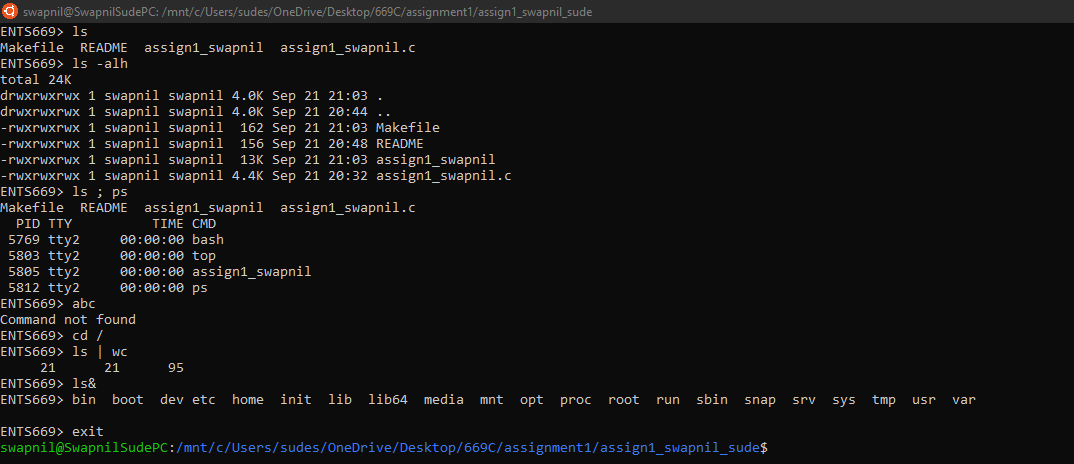 swapnil@SwapnilSudePC: /mnt/c/Users/sudes/OneDrive/Desktop/669C/assignment1/assign1_swapnil_sude
ENTS669> ls
Makefile  README  assign1_swapnil  assign1_swapnil.c
ENTS669> ls -alh
total 24K
drwxrwxrwx 1 swapnil swapnil 4.0K Sep 21 21:03 .
drwxrwxrwx 1 swapnil swapnil 4.0K Sep 21 20:44 ..
-rwxrwxrwx 1 swapnil swapnil  162 Sep 21 21:03 Makefile
-rwxrwxrwx 1 swapnil swapnil  156 Sep 21 20:48 README
-rwxrwxrwx 1 swapnil swapnil  13K Sep 21 21:03 assign1_swapnil
-rwxrwxrwx 1 swapnil swapnil 4.4K Sep 21 20:32 assign1_swapnil.c
ENTS669> ls ; ps
Makefile  README  assign1_swapnil  assign1_swapnil.c
  PID TTY          TIME CMD
 5769 tty2     00:00:00 bash
 5803 tty2     00:00:00 top
 5805 tty2     00:00:00 assign1_swapnil
 5812 tty2     00:00:00 ps
ENTS669> abc
Command not found
ENTS669> cd /
ENTS669> ls | wc
     21      21      95
ENTS669> ls&
ENTS669> bin  boot  dev etc  home  init  lib  lib64  media  mnt  opt  proc  root  run  sbin  snap  srv  sys  tmp  usr  var
ENTS669> exit
swapnil@SwapnilSudePC:/mnt/c/Users/sudes/OneDrive/Desktop/669C/assignment1/assign1_swapnil_sude$